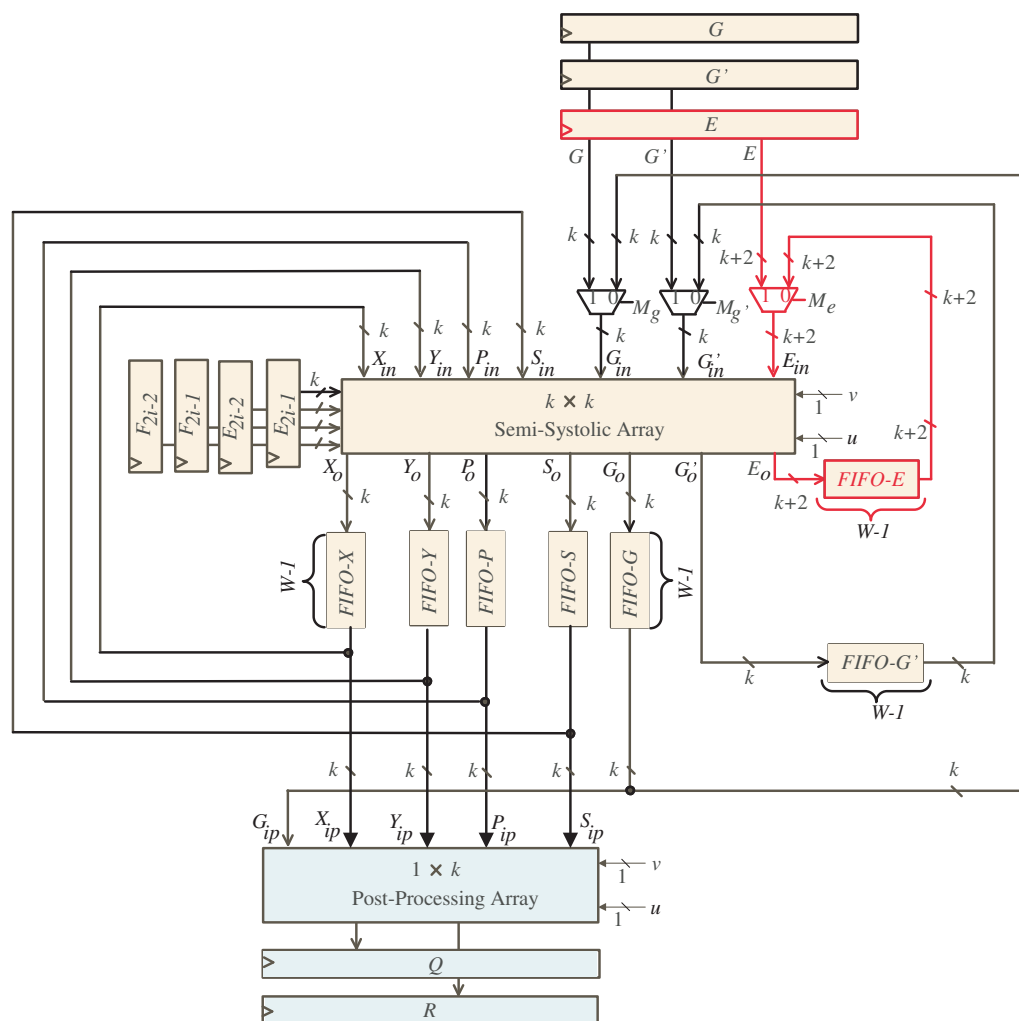 G
G'
E
G G' E
k k k k k+2 k+2
1 0 M_g 1 0 M_g' 1 0 M_e
k+2
k k k k k k k+2
X_in Y_in P_in S_in G_in G'_in E_in
F_2i-2 F_2i-1 E_2i-2 E_2i-1
k
k × k
Semi-Systolic Array
v
1
u
1
k+2
X_o Y_o P_o S_o G_o G_o' E_o
k k k k k k+2
FIFO-E
W-1
W-1 FIFO-X FIFO-Y FIFO-P FIFO-S FIFO-G W-1
FIFO-G'
k k
W-1
k k k k k k
G_ip X_ip Y_ip P_ip S_ip
1 × k
Post-Processing Array
v
1
u
1
Q
R